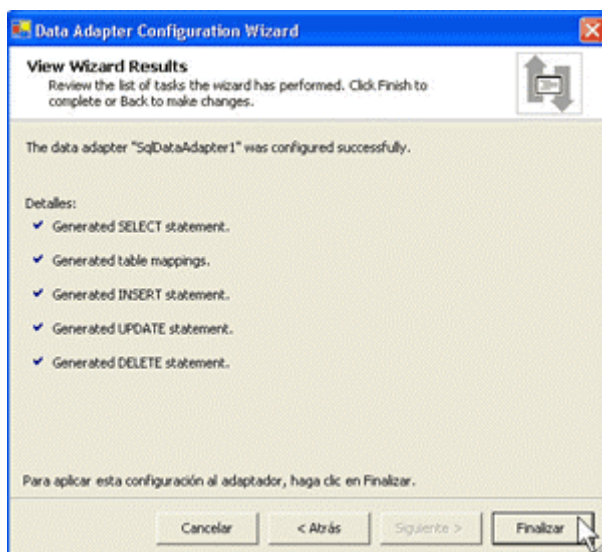 Data Adapter Configuration Wizard
View Wizard Results
Review the list of tasks the wizard has performed. Click Finish to
complete or Back to make changes.
The data adapter "SqlDataAdapter1" was configured successfully.
Detalles:
Generated SELECT statement.
Generated table mappings.
Generated INSERT statement.
Generated UPDATE statement.
Generated DELETE statement.
Para aplicar esta configuración al adaptador, haga clic en Finalizar.
Cancelar < Atrás Siguiente > Finalizar